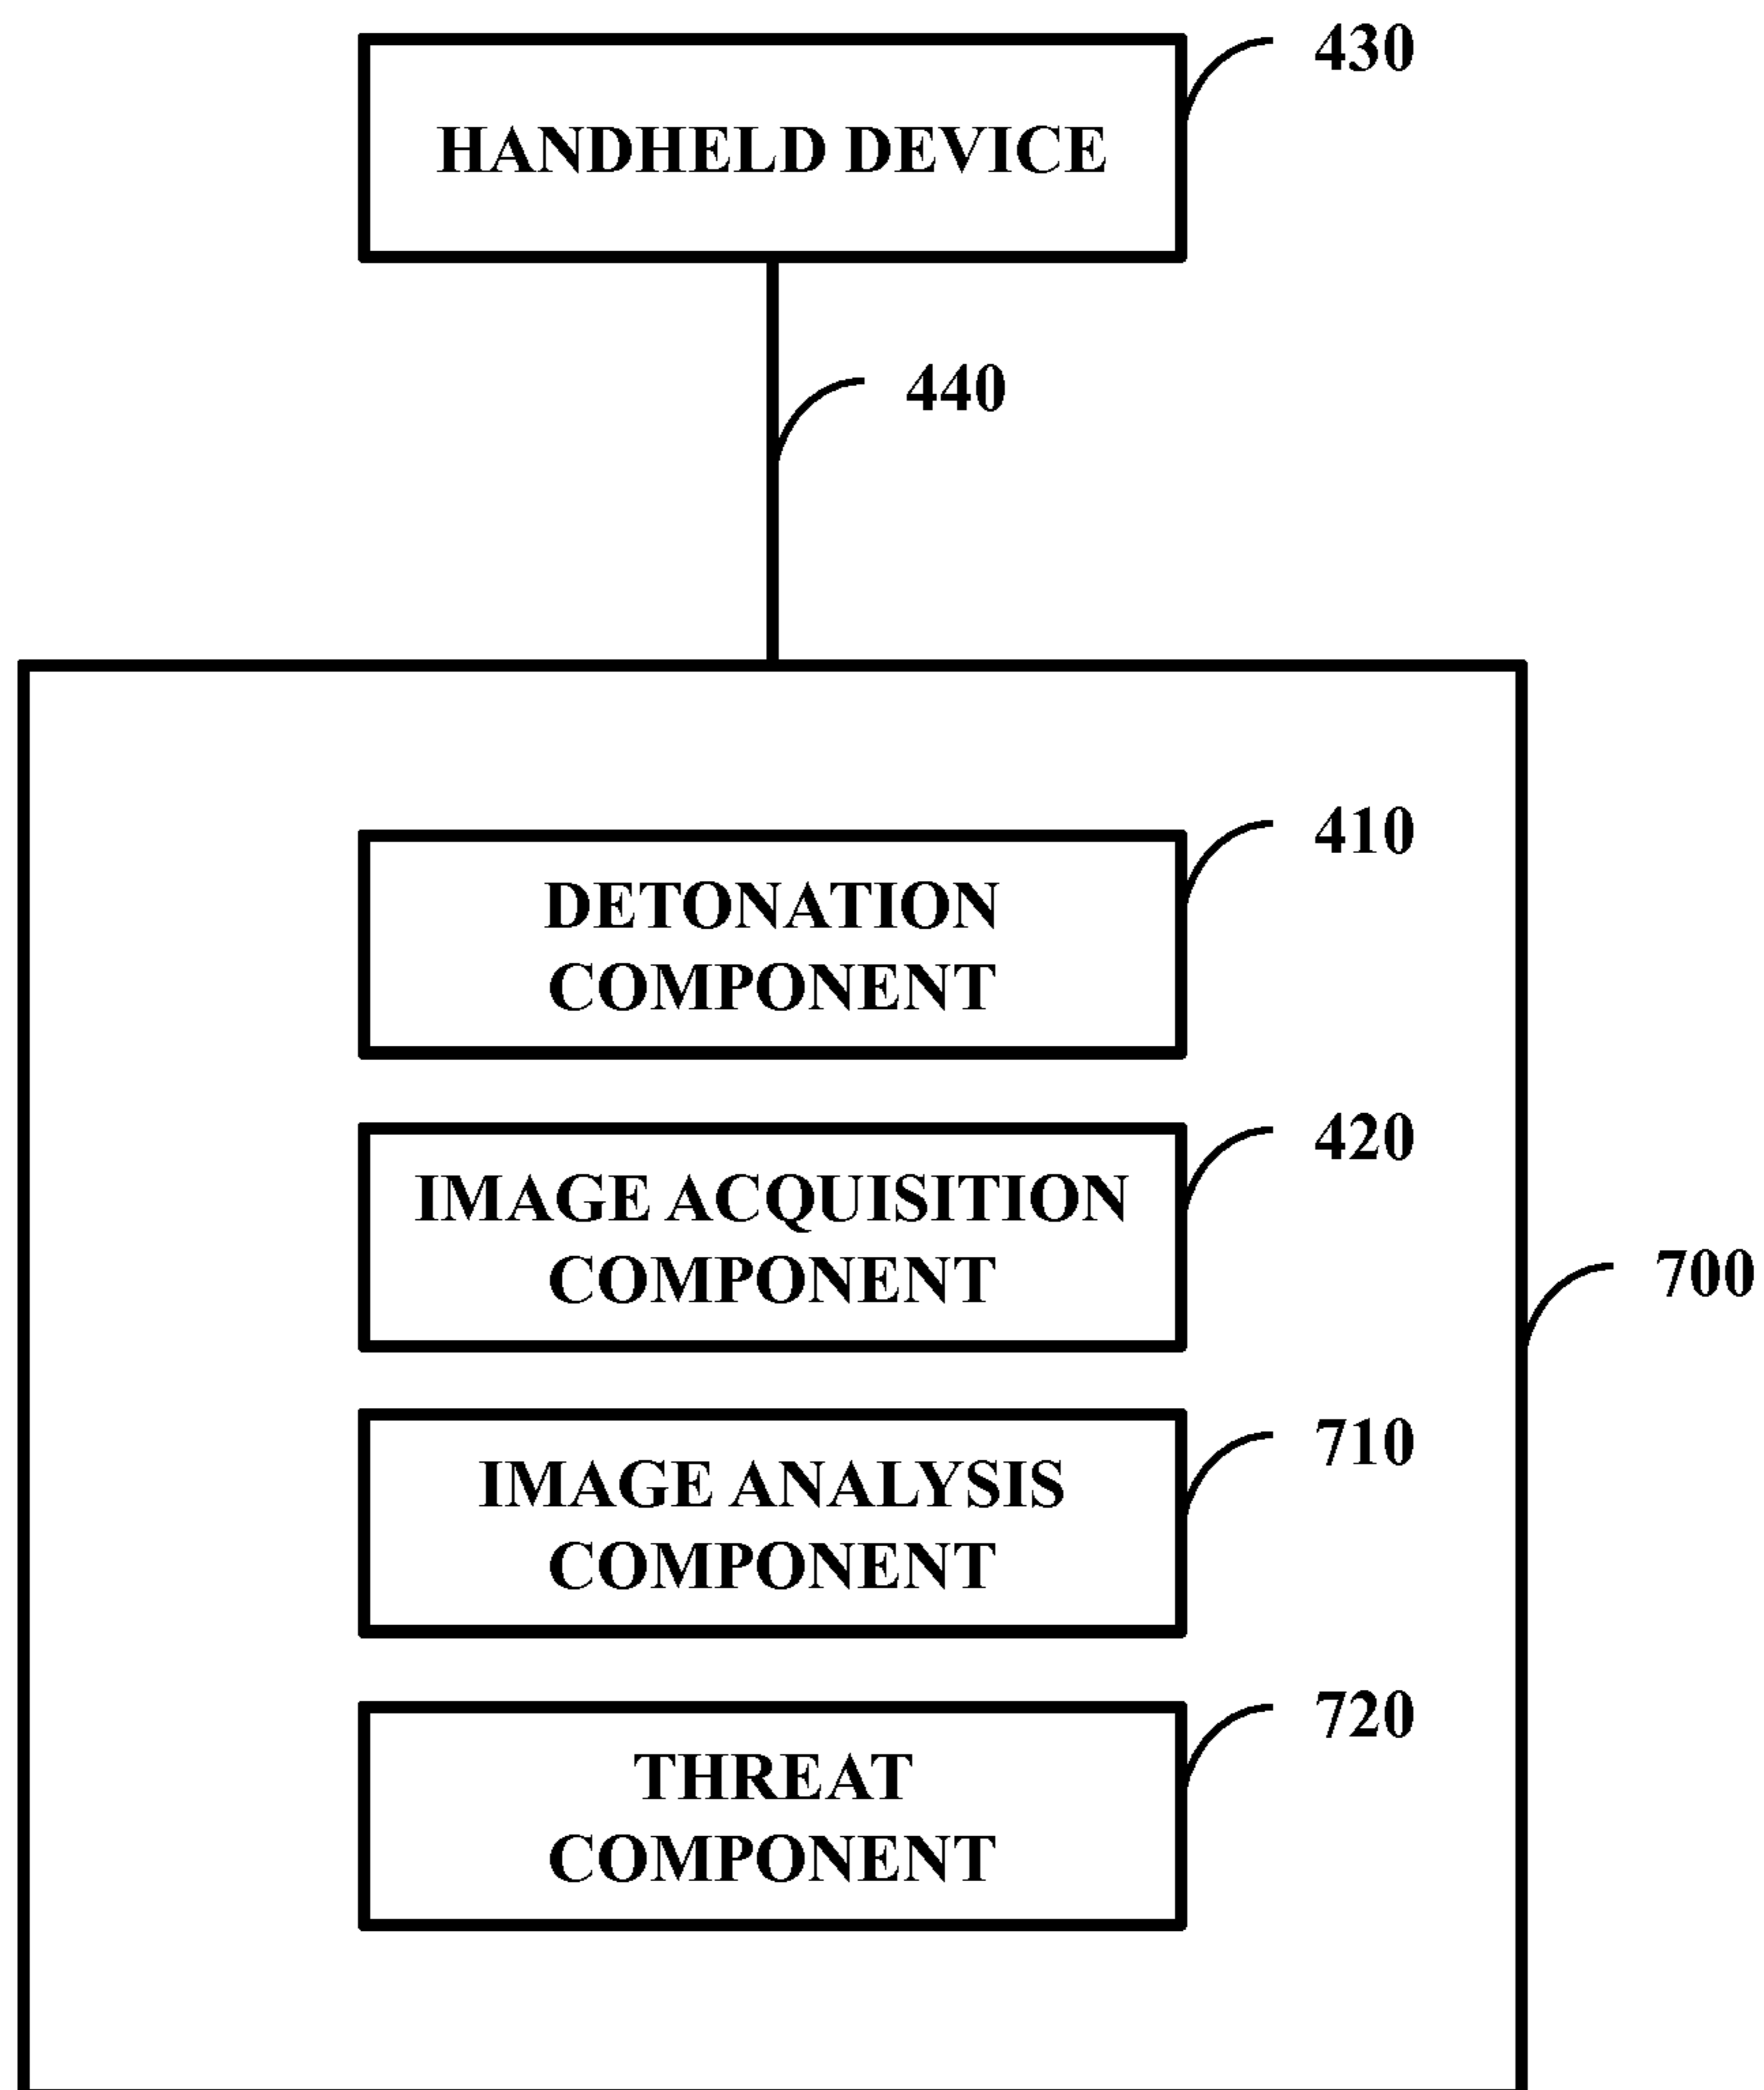 430
HANDHELD DEVICE
440
410
DETONATION
COMPONENT
420
IMAGE ACQUISITION
COMPONENT
700
710
IMAGE ANALYSIS
COMPONENT
720
THREAT
COMPONENT